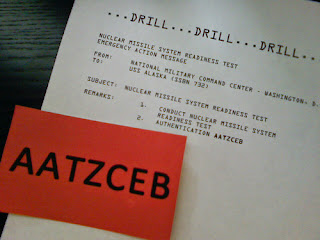 ...DRILL...DRILL...DRILL..
NUCLEAR MISSILE SYSTEM READINESS TEST
EMERGENCY ACTION MESSAGE
FROM: NATIONAL MILITARY COMMAND CENTER - WASHINGTON,
TO: USS ALASKA (SSBN 732)
SUBJECT: NUCLEAR MISSILE SYSTEM READINESS TEST
REMARKS:
1. CONDUCT NUCLEAR MISSILE SYSTEM
READINESS TEST
2. AUTHENTICATION AATZCEB
AATZCEB